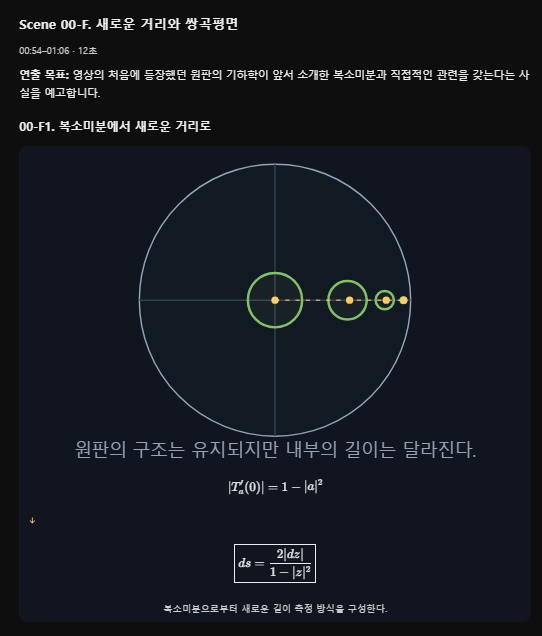 Scene 00-F. 새로운 거리와 쌍곡평면
00:54–01:06 · 12초
연출 목표: 영상의 처음에 등장했던 원판의 기하학이 앞서 소개한 복소미분과 직접적인 관련을 갖는다는 사
실을 예고합니다.
00-F1. 복소미분에서 새로운 거리로
원판의 구조는 유지되지만 내부의 길이는 달라진다.
|T′ₐ(0)| = 1 − |a|²
↓
ds = 2|dz| / (1 − |z|²)
복소미분으로부터 새로운 길이 측정 방식을 구성한다.